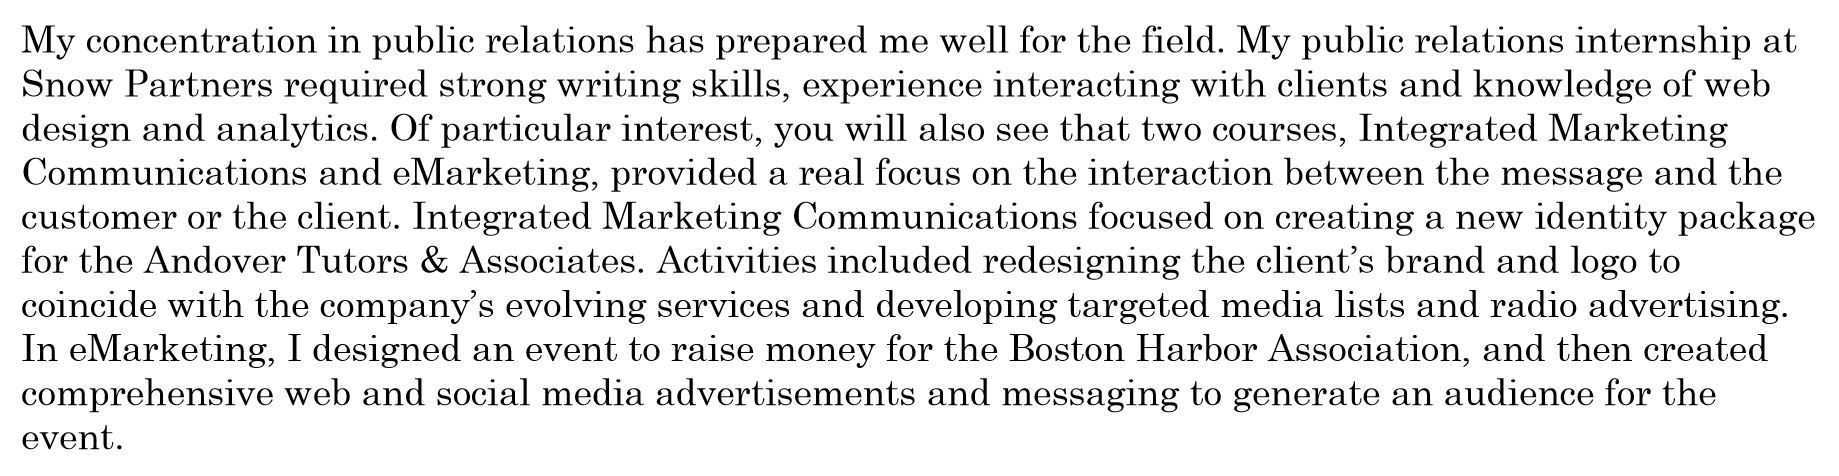 My concentration in public relations has prepared me well for the field. My public relations internship at
Snow Partners required strong writing skills, experience interacting with clients and knowledge of web
design and analytics. Of particular interest, you will also see that two courses, Integrated Marketing
Communications and eMarketing, provided a real focus on the interaction between the message and the
customer or the client. Integrated Marketing Communications focused on creating a new identity package
for the Andover Tutors & Associates. Activities included redesigning the client’s brand and logo to
coincide with the company’s evolving services and developing targeted media lists and radio advertising.
In eMarketing, I designed an event to raise money for the Boston Harbor Association, and then created
comprehensive web and social media advertisements and messaging to generate an audience for the
event.